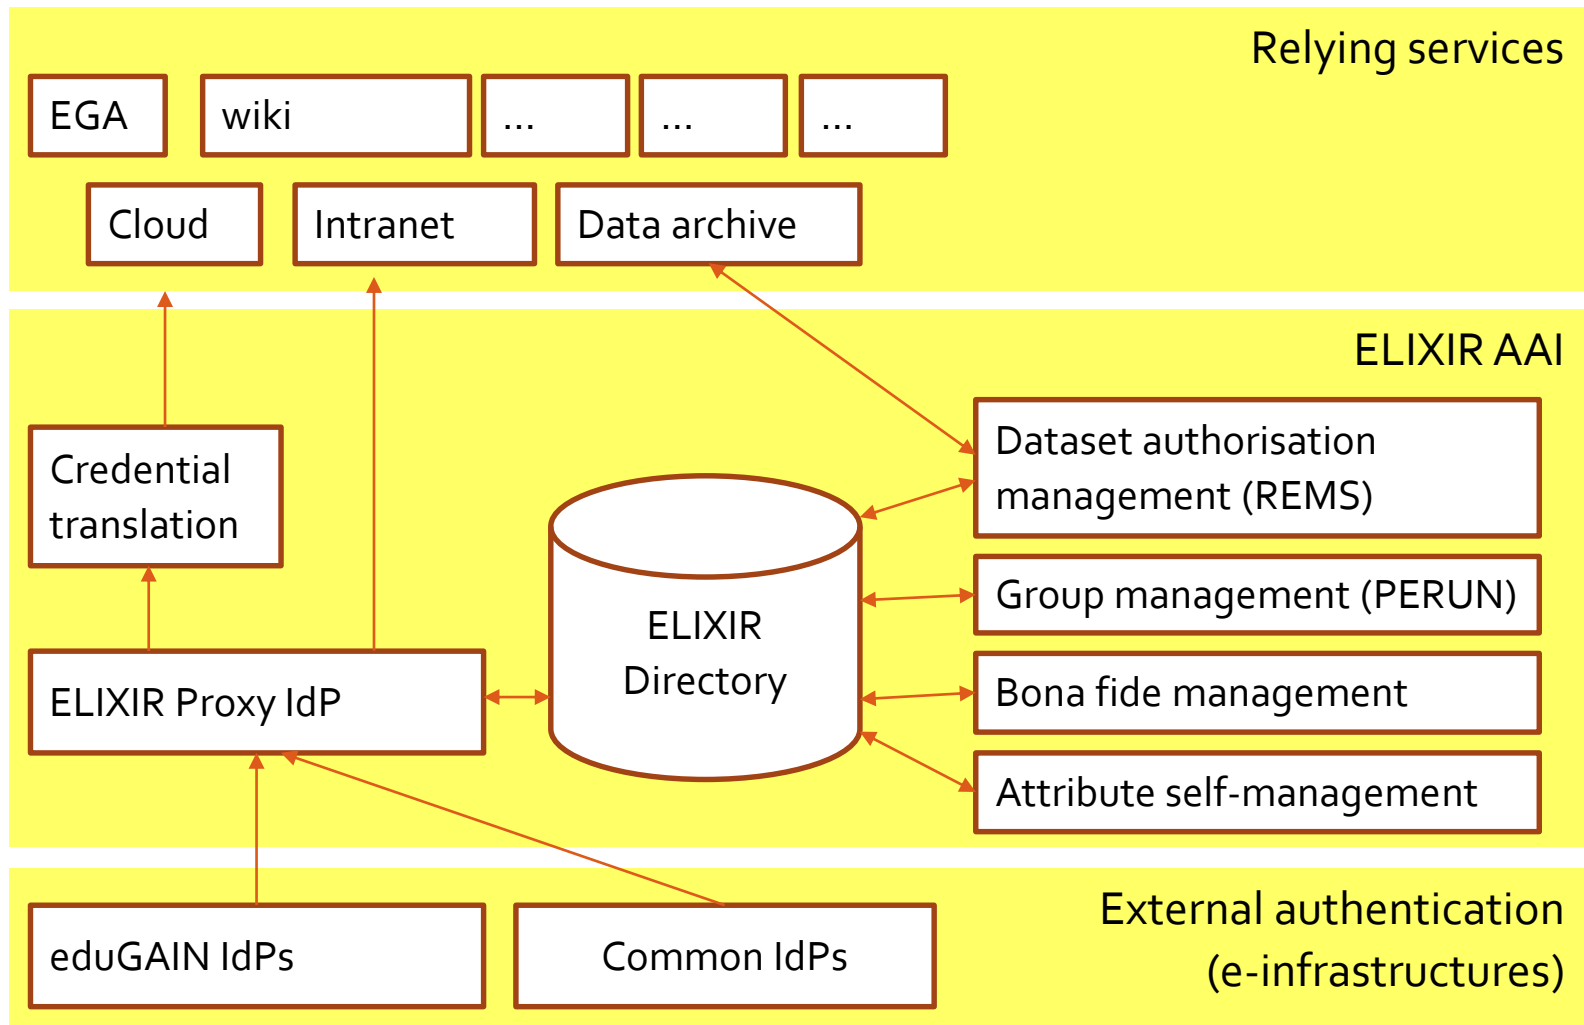 Relying services
EGA
wiki
...
...
...
Cloud
Intranet
Data archive
ELIXIR AAI
Credential
translation
Dataset authorisation
management (REMS)
Group management (PERUN)
ELIXIR
Directory
ELIXIR Proxy IdP
Bona fide management
Attribute self-management
External authentication
(e-infrastructures)
eduGAIN IdPs
Common IdPs